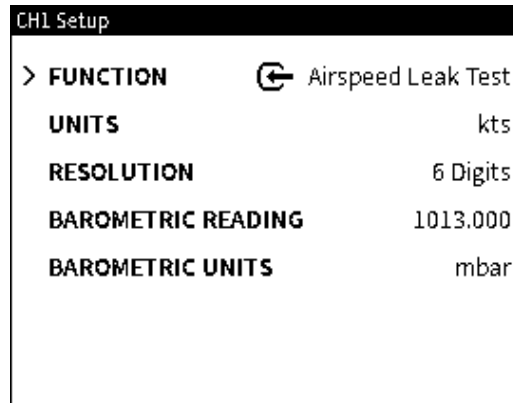 CH1 Setup
> FUNCTION Airspeed Leak Test
UNITS kts
RESOLUTION 6 Digits
BAROMETRIC READING 1013.000
BAROMETRIC UNITS mbar